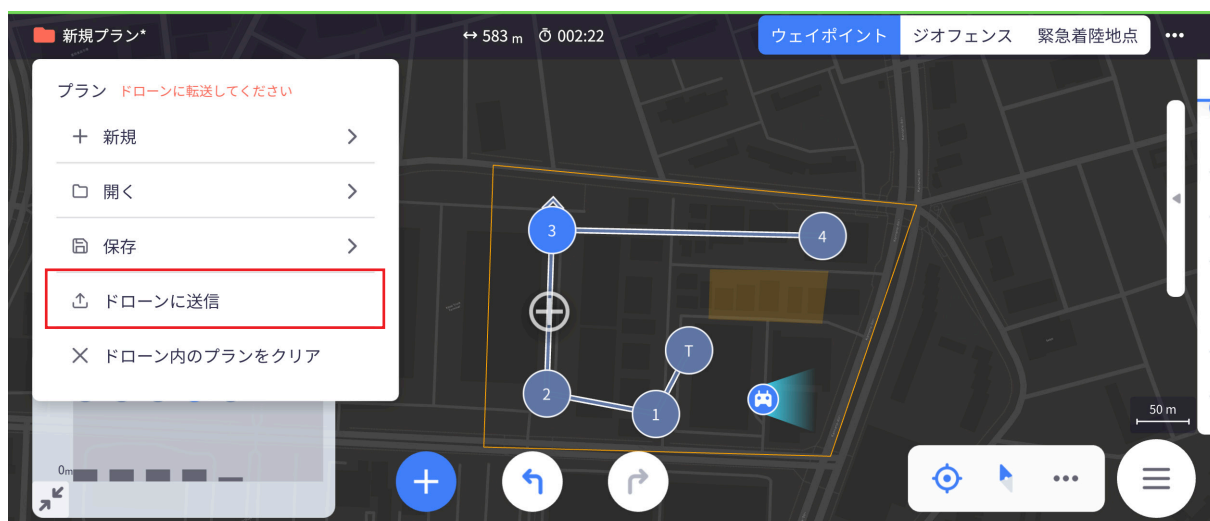 新規プラン*
↔ 583 m ⏱ 002:22
ウェイポイント ジオフェンス 緊急着陸地点 •••
プラン ドローンに転送してください
新規
開く
保存
ドローンに送信
ドローン内のプランをクリア
3
4
T
2
1
50 m
0m